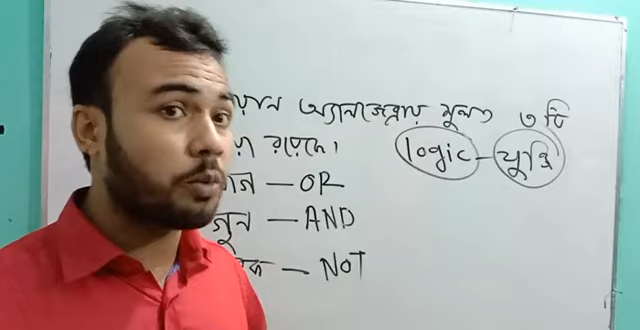 অ্যালজেব্রায় মূলত ৩টি
রয়েছে।
logic – যুক্তি
– OR
গুন – AND
– NOT